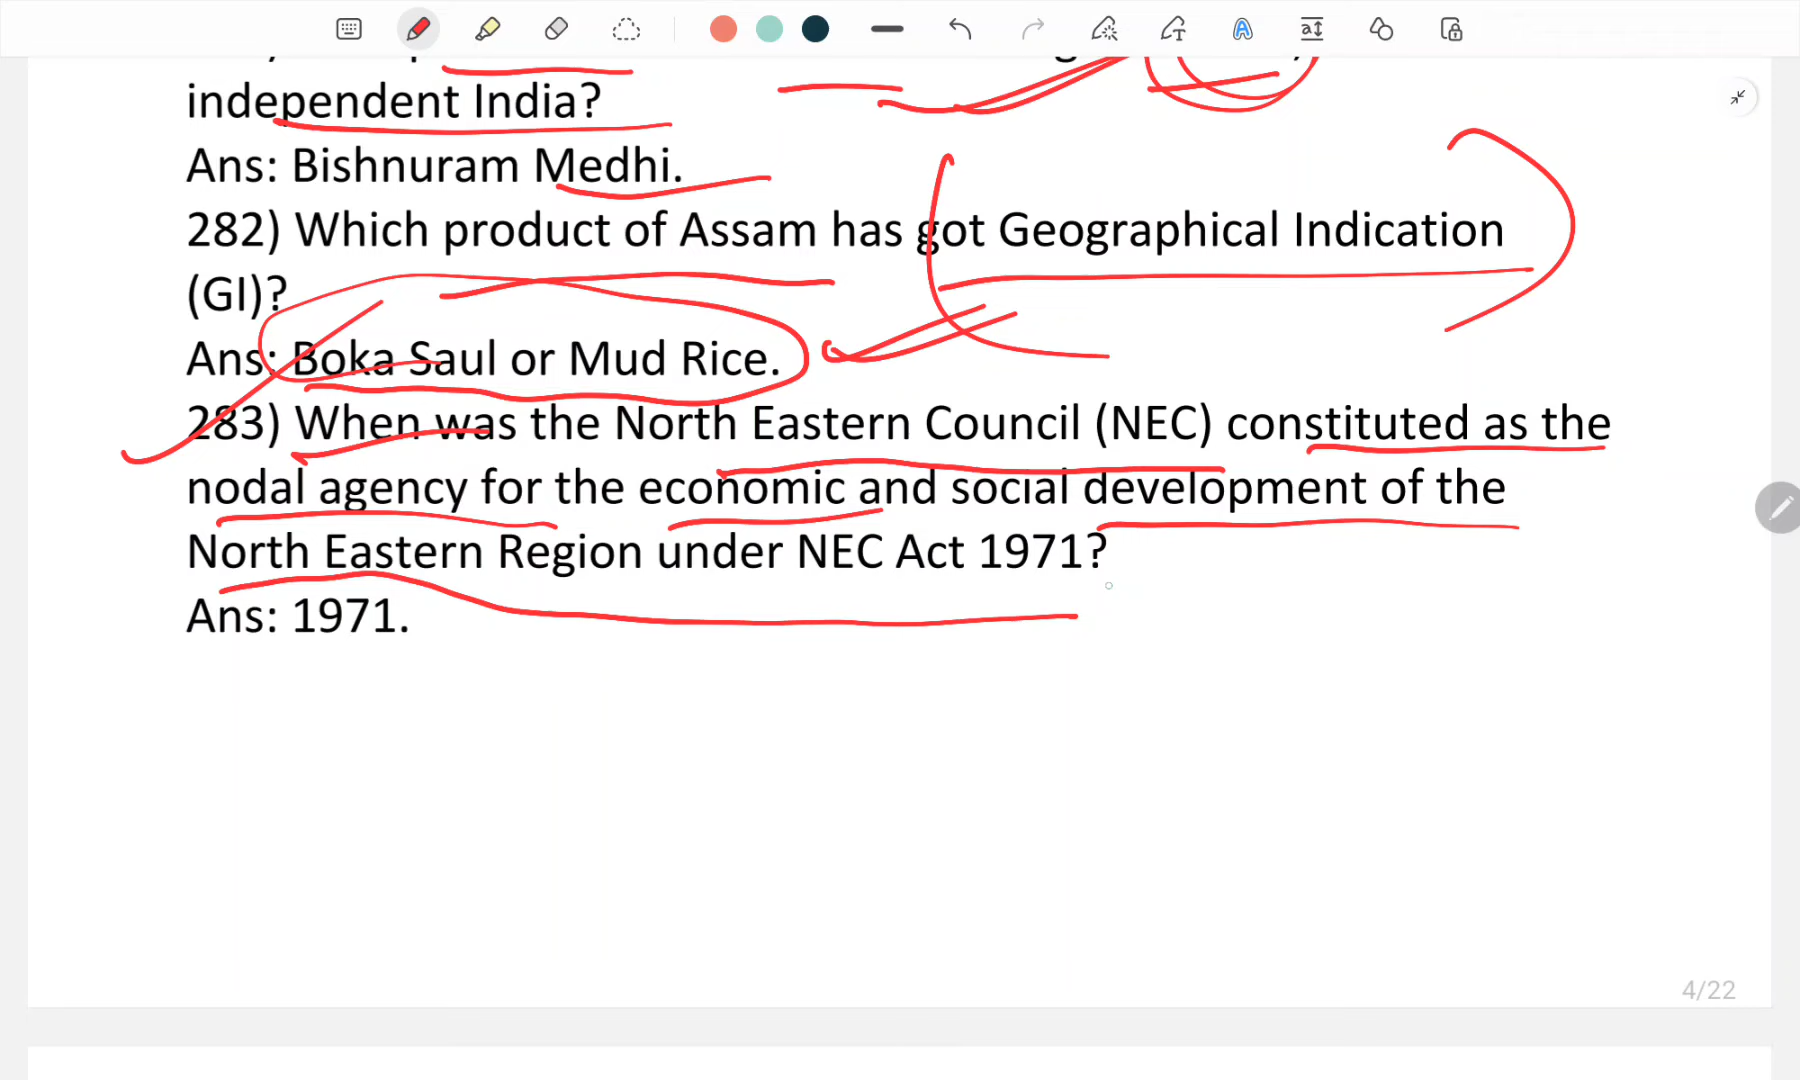 independent India?
Ans: Bishnuram Medhi.
282) Which product of Assam has got Geographical Indication
(GI)?
Ans: Boka Saul or Mud Rice.
283) When was the North Eastern Council (NEC) constituted as the
nodal agency for the economic and social development of the
North Eastern Region under NEC Act 1971?
Ans: 1971.
4/22